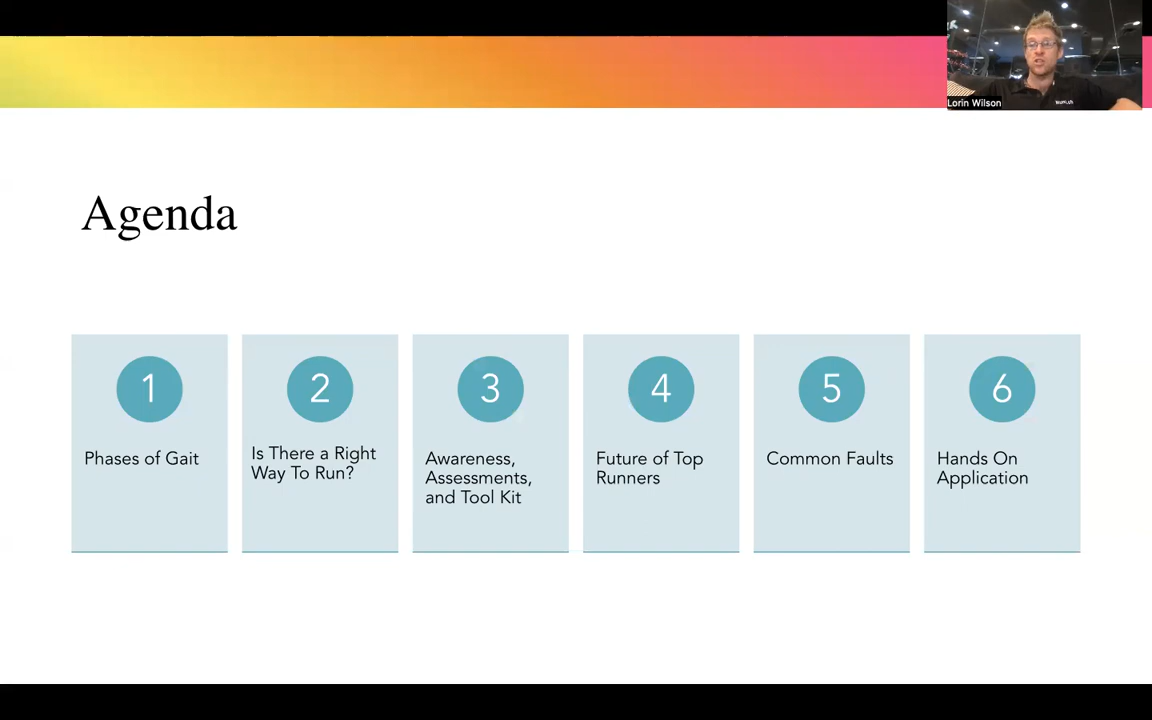 Lorin Wilson
Agenda
1
2
3
4
5
6
Phases of Gait
Is There a Right
Way To Run?
Awareness,
Assessments,
and Tool Kit
Future of Top
Runners
Common Faults
Hands On
Application